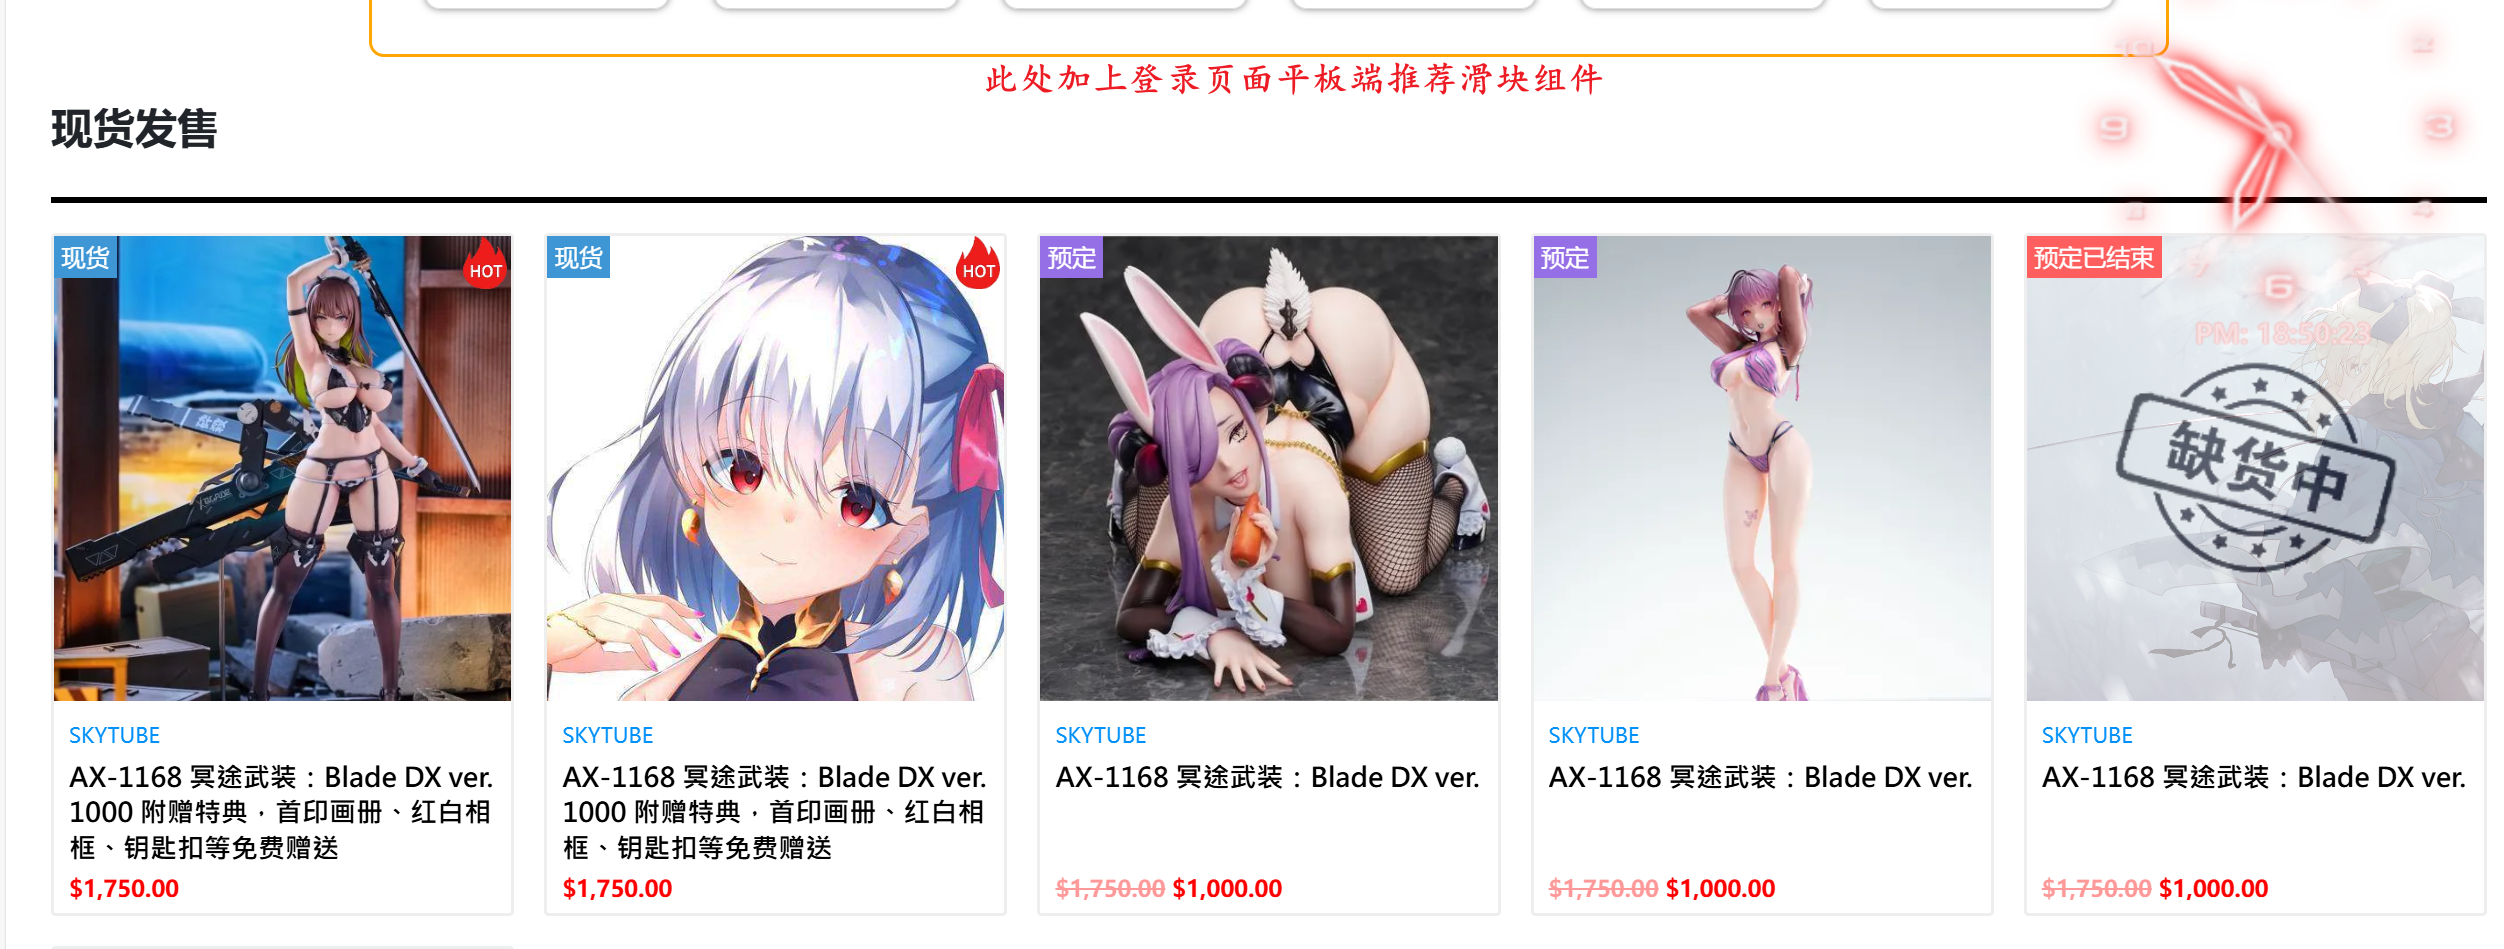 此处加上登录页面平板端推荐滑块组件
现货发售
10
2
9
3
8
4
6
PM: 18:50:23
现货
HOT
现货
HOT
预定
预定
预定已结束
缺货中
SKYTUBE
AX-1168 冥途武装：Blade DX ver.
1000 附赠特典，首印画册、红白相
框、钥匙扣等免费赠送
$1,750.00
SKYTUBE
AX-1168 冥途武装：Blade DX ver.
1000 附赠特典，首印画册、红白相
框、钥匙扣等免费赠送
$1,750.00
SKYTUBE
AX-1168 冥途武装：Blade DX ver.
$1,750.00 $1,000.00
SKYTUBE
AX-1168 冥途武装：Blade DX ver.
$1,750.00 $1,000.00
SKYTUBE
AX-1168 冥途武装：Blade DX ver.
$1,750.00 $1,000.00